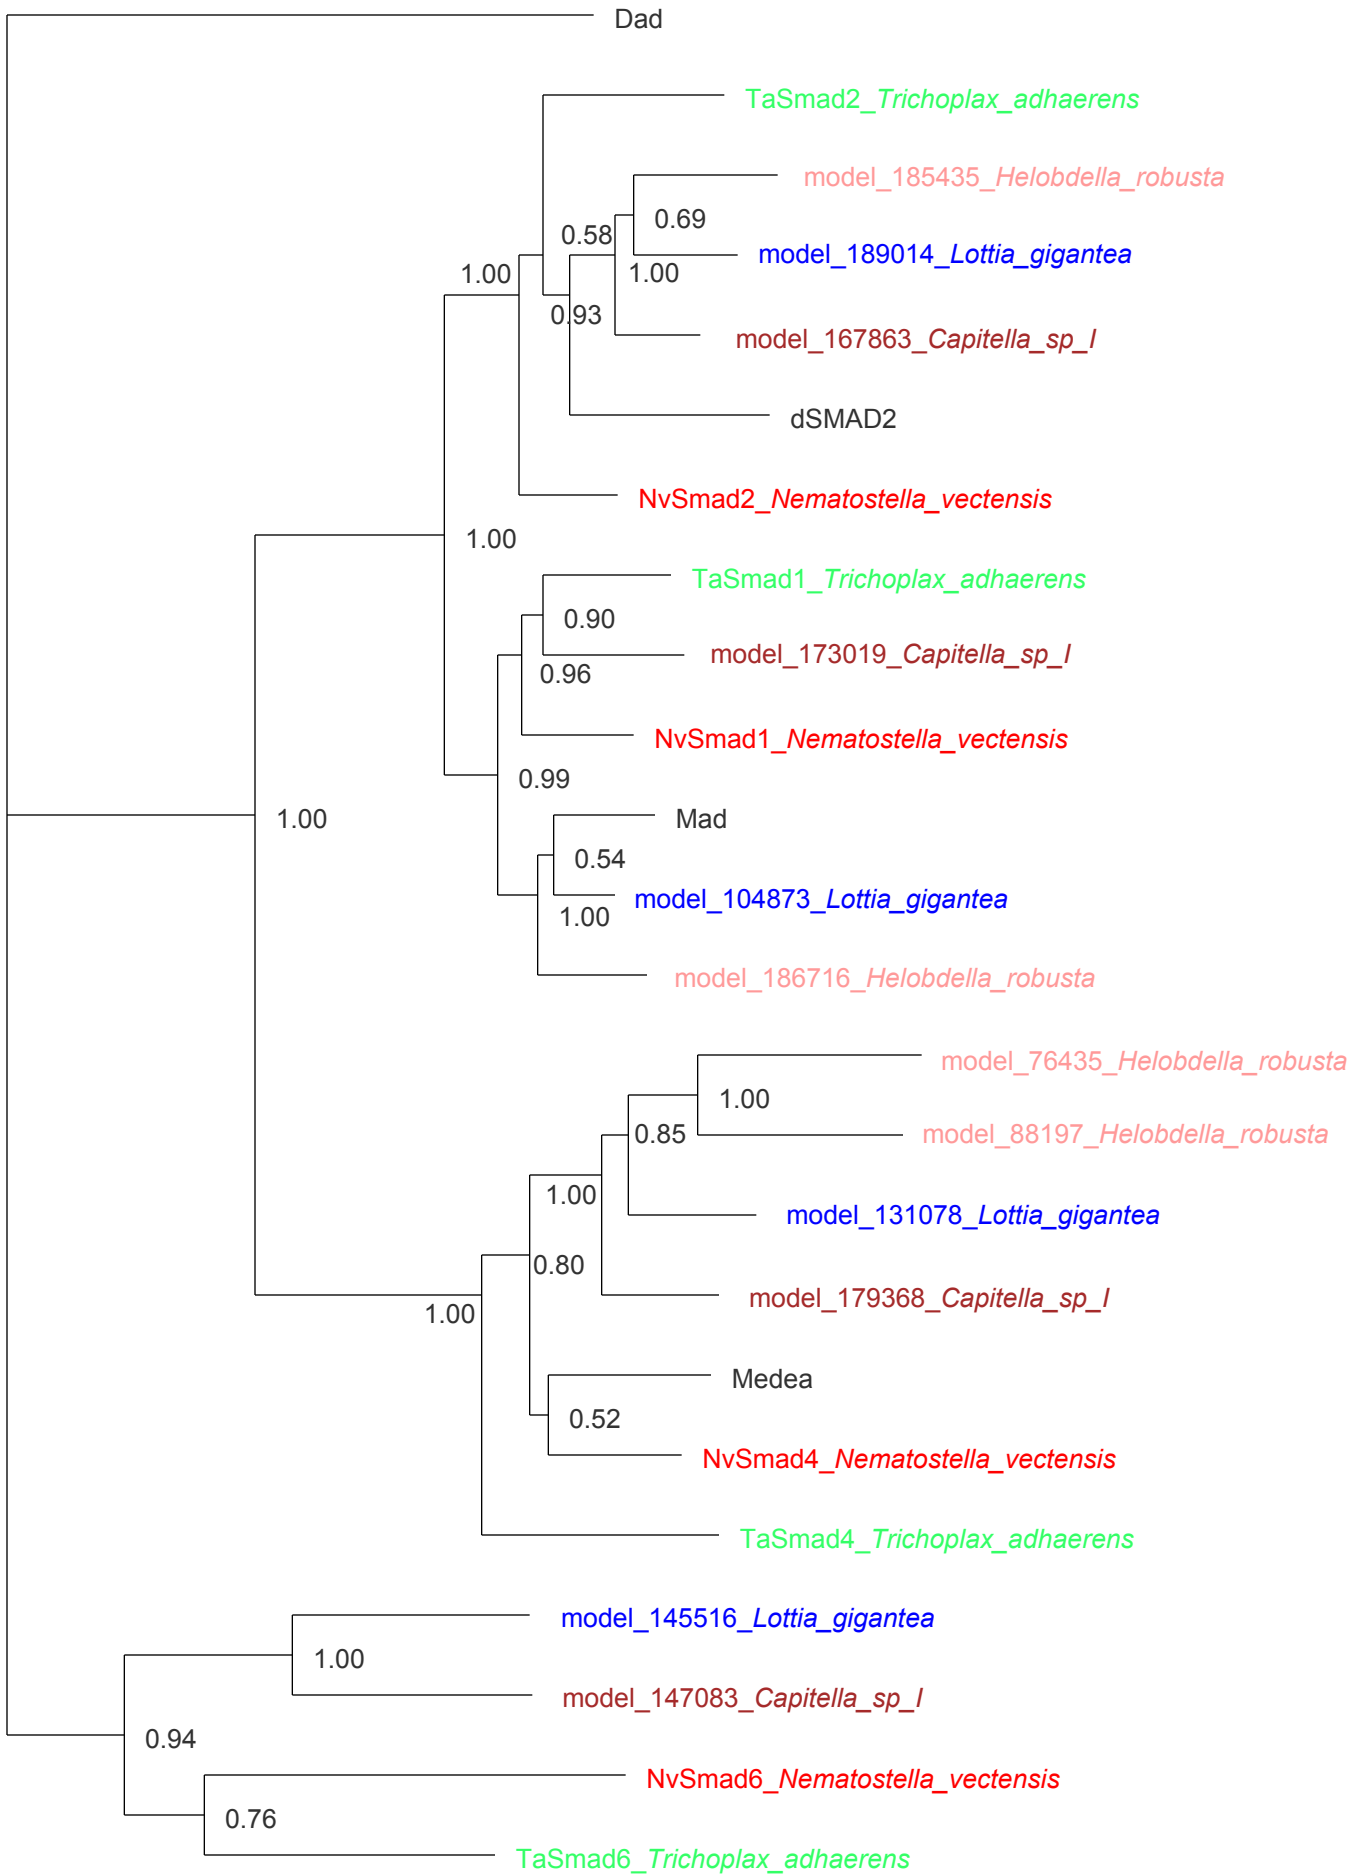 Dad
TaSmad2_Trichoplax_adhaerens
model_185435_Helobdella_robusta
0.69
0.58
model_189014_Lottia_gigantea
1.00
1.00
0.93
model_167863_Capitella_sp_I
dSMAD2
NvSmad2_Nematostella_vectensis
1.00
TaSmad1_Trichoplax_adhaerens
0.90
model_173019_Capitella_sp_I
0.96
NvSmad1_Nematostella_vectensis
0.99
Mad
1.00
0.54
model_104873_Lottia_gigantea
1.00
model_186716_Helobdella_robusta
model_76435_Helobdella_robusta
1.00
model_88197_Helobdella_robusta
0.85
1.00
model_131078_Lottia_gigantea
0.80
model_179368_Capitella_sp_I
1.00
Medea
0.52
NvSmad4_Nematostella_vectensis
TaSmad4_Trichoplax_adhaerens
model_145516_Lottia_gigantea
1.00
model_147083_Capitella_sp_I
0.94
NvSmad6_Nematostella_vectensis
0.76
TaSmad6_Trichoplax_adhaerens